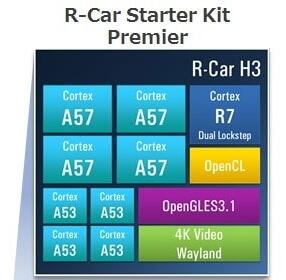 R-Car Starter Kit
Premier
R-Car H3
Cortex
A57
Cortex
A57
Cortex
R7
Dual Lockstep
Cortex
A57
Cortex
A57
OpenCL
Cortex
A53
Cortex
A53
OpenGLES3.1
Cortex
A53
Cortex
A53
4K Video
Wayland